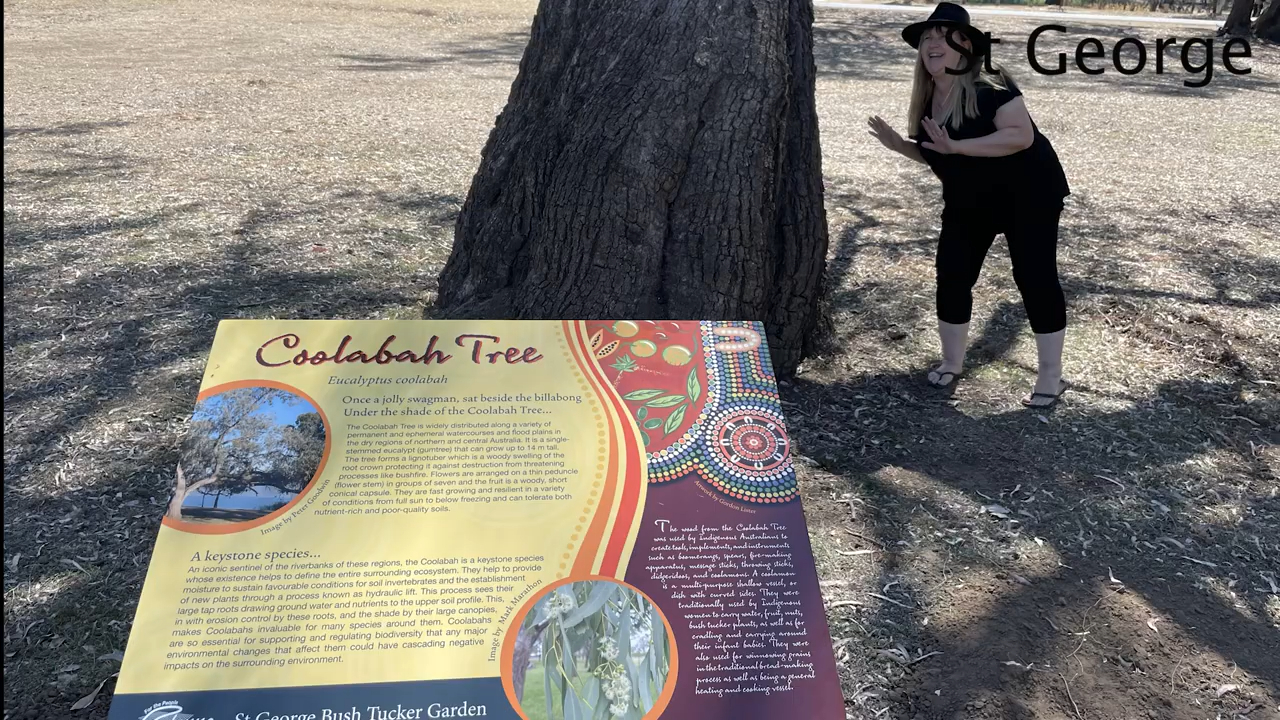 St George
Coolabah Tree
Eucalyptus coolabah
Once a jolly swagman, sat beside the billabong
Under the shade of the Coolabah Tree...
The Coolabah Tree is widely distributed along a variety of
permanent and ephemeral watercourses and flood plains in
the dry regions of northern and central Australia. It is a single-
stemmed eucalypt (gumtree) that can grow up to 14 m tall.
The tree forms a lignotuber which is a woody swelling of the
root crown protecting it against destruction from threatening
processes like bushfire. Flowers are arranged on a thin peduncle
(flower stem) in groups of seven and the fruit is a woody, short
conical capsule. They are fast growing and resilient in a variety
of conditions from full sun to below freezing and can tolerate both
nutrient-rich and poor-quality soils.
Image by Peter Goodwin
A keystone species...
An iconic sentinel of the riverbanks of these regions, the Coolabah is a keystone species
whose existence helps to define the entire surrounding ecosystem. They help to provide
moisture to sustain favourable conditions for soil invertebrates and the establishment
of new plants through a process known as hydraulic lift. This process sees their
large tap roots drawing ground water and nutrients to the upper soil profile. This,
in with erosion control by these roots, and the shade by their large canopies,
makes Coolabahs invaluable for many species around them. Coolabahs
are so essential for supporting and regulating biodiversity that any major
environmental changes that affect them could have cascading negative
impacts on the surrounding environment.
Image by Mark Marathon
Artwork by Gordon Lister
The wood from the Coolabah Tree
was used by Indigenous Australians to
create tools, implements, and instruments
such as boomerangs, spears, fire-making
apparatus, message sticks, throwing sticks,
didgeridoos, and coolamons. A coolamon
is a multi-purpose shallow vessel, or
dish with curved sides. They were
traditionally used by Indigenous
women to carry water, fruit, nuts,
bush tucker plants, as well as for
cradling and carrying around
their infant babies. They were
also used for winnowing grains
in the traditional bread-making
process as well as being a general
heating and cooking vessel.
For the People
St George Bush Tucker Garden